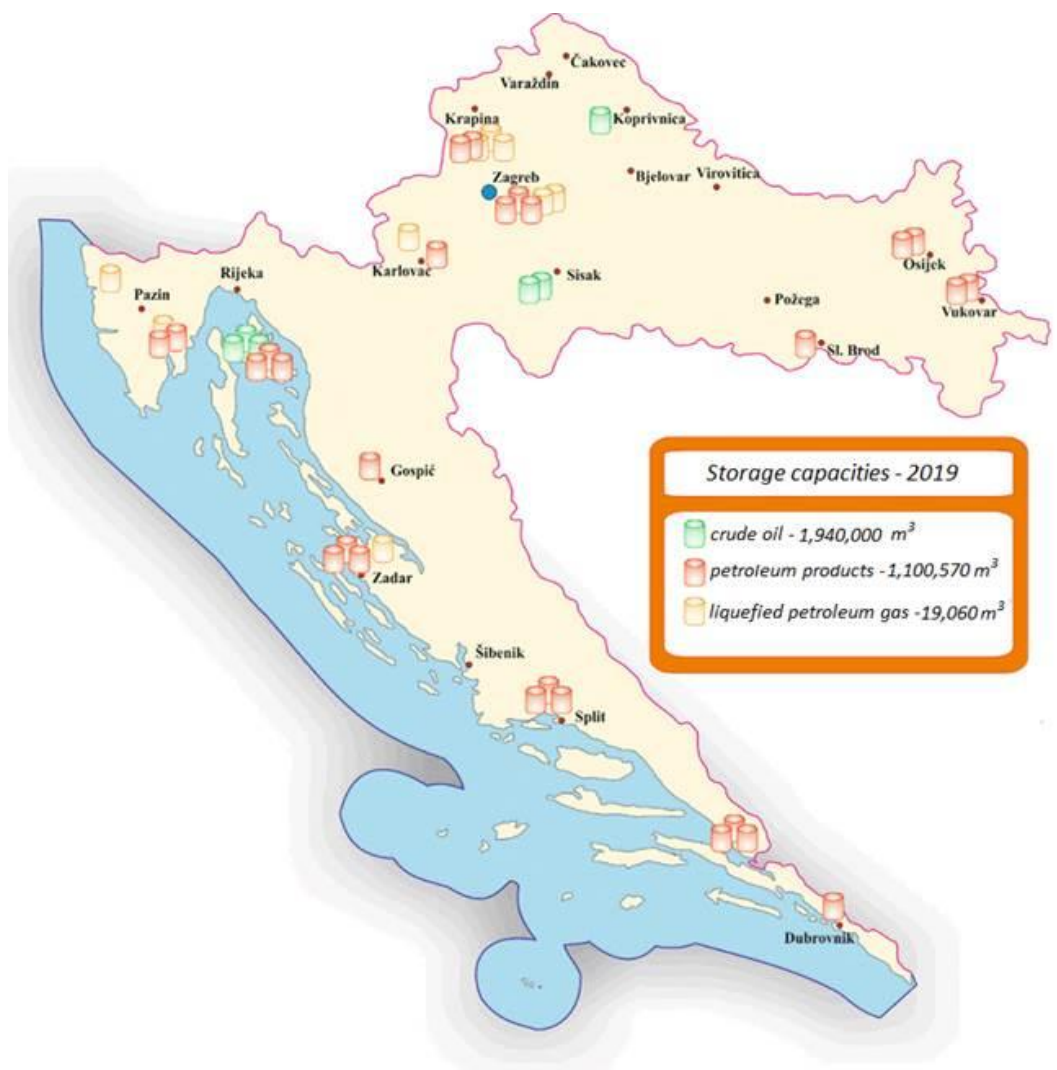 Čakovec
Varaždin
Krapina
Koprivnica
Zagreb
Bjelovar
Virovitica
Karlovac
Sisak
Osijek
Rijeka
Pazin
Požega
Vukovar
Sl. Brod
Gospić
Storage capacities - 2019
crude oil - 1,940,000 m³
petroleum products - 1,100,570 m³
liquefied petroleum gas - 19,060 m³
Zadar
Šibenik
Split
Dubrovnik